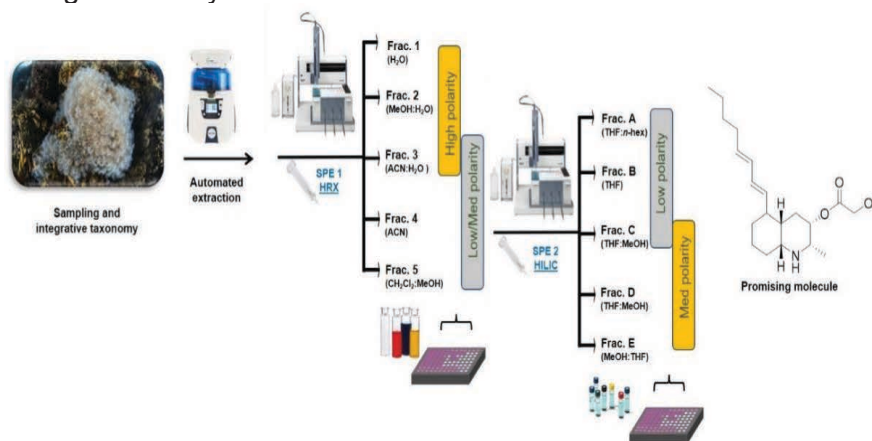 Sampling and
integrative taxonomy
Automated
extraction
SPE 1
HRX
Frac. 1
(H₂O)
Frac. 2
(MeOH:H₂O)
Frac. 3
(ACN:H₂O )
Frac. 4
(ACN)
Frac. 5
(CH₂Cl₂:MeOH)
High polarity
Low/Med polarity
SPE 2
HILIC
Frac. A
(THF:n-hex)
Frac. B
(THF)
Frac. C
(THF:MeOH)
Frac. D
(THF:MeOH)
Frac. E
(MeOH:THF)
Low polarity
Med polarity
O
O
O
N
H
Promising molecule